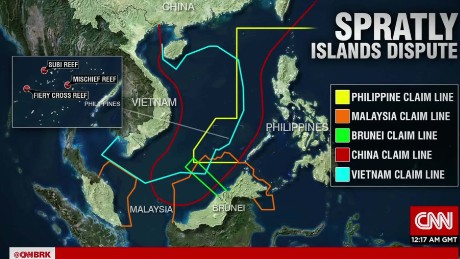 CHINA
SPRATLY
ISLANDS DISPUTE
SUBI REEF
MISCHIEF REEF
FIERY CROSS REEF
PHILIPPINES
VIETNAM
PHILIPPINES
MALAYSIA
BRUNEI
PHILIPPINE CLAIM LINE
MALAYSIA CLAIM LINE
BRUNEI CLAIM LINE
CHINA CLAIM LINE
VIETNAM CLAIM LINE
CNN
12:17 AM GMT
@CNNBRK